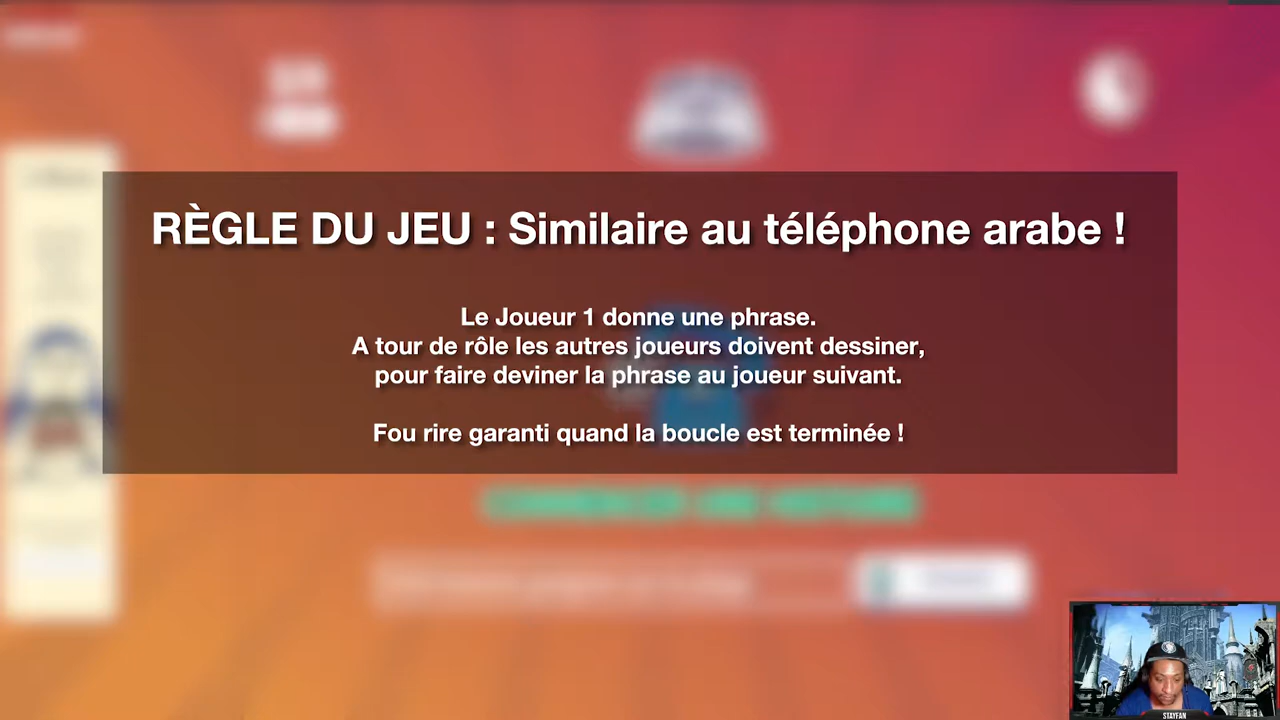 RÈGLE DU JEU : Similaire au téléphone arabe !
Le Joueur 1 donne une phrase.
A tour de rôle les autres joueurs doivent dessiner,
pour faire deviner la phrase au joueur suivant.
Fou rire garanti quand la boucle est terminée !
STAYFAN